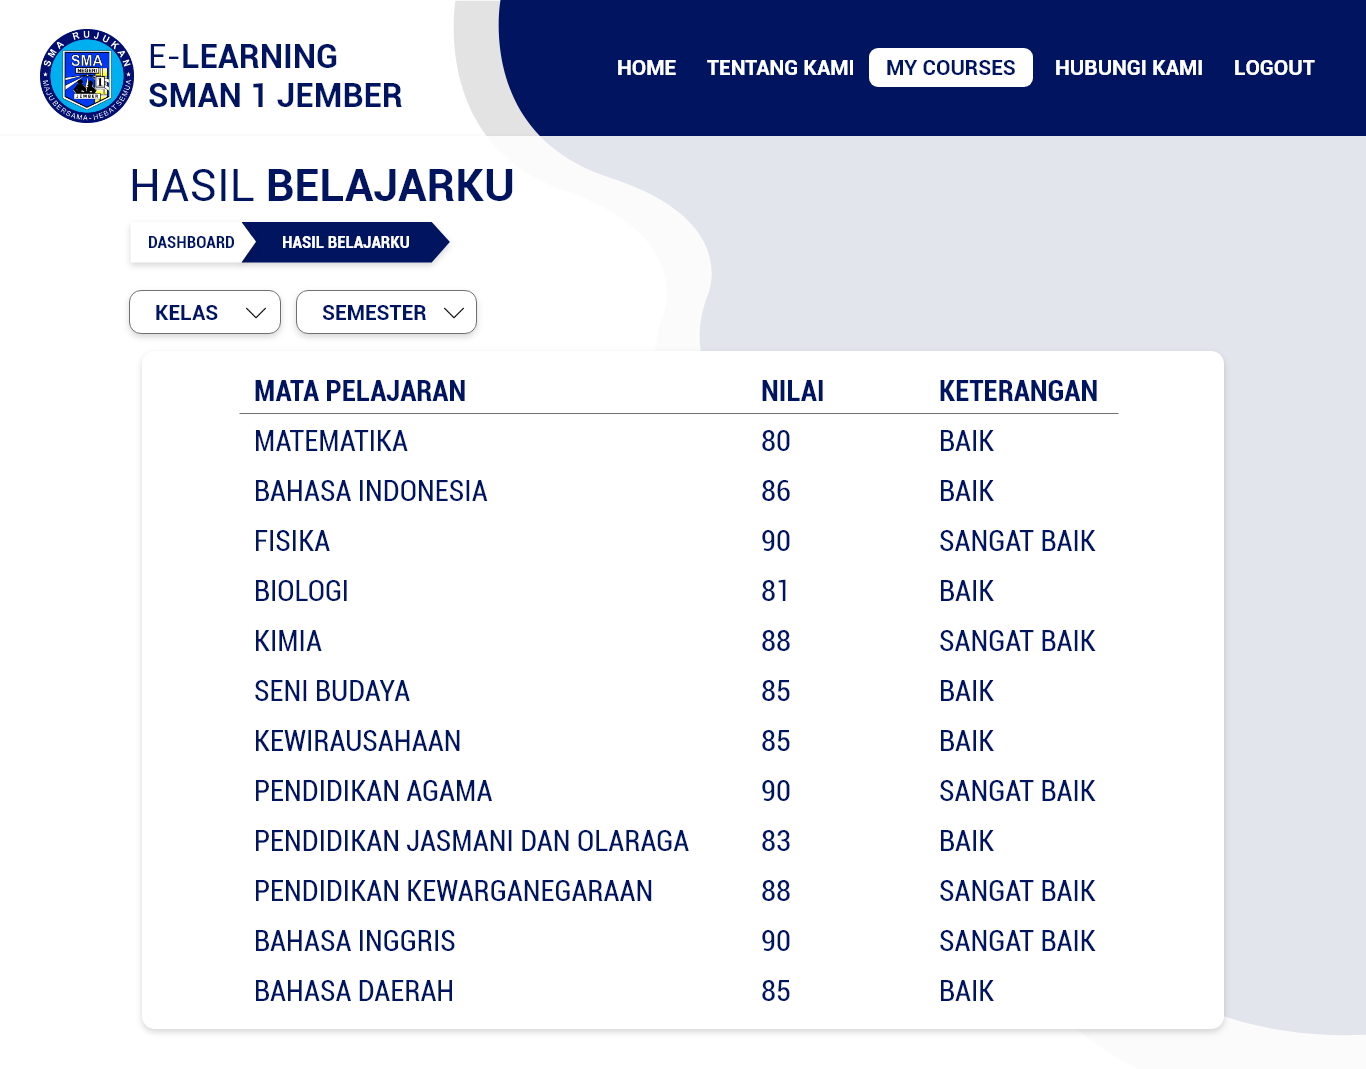 SMA RUJUKAN
SMA
NEGERI
1
JEMBER
MAJU BERSAMA - HEBAT SEMUA
E-LEARNING
SMAN 1 JEMBER
HOME TENTANG KAMI MY COURSES HUBUNGI KAMI LOGOUT
HASIL BELAJARKU
DASHBOARD HASIL BELAJARKU
KELAS SEMESTER
MATA PELAJARAN NILAI KETERANGAN
MATEMATIKA 80 BAIK
BAHASA INDONESIA 86 BAIK
FISIKA 90 SANGAT BAIK
BIOLOGI 81 BAIK
KIMIA 88 SANGAT BAIK
SENI BUDAYA 85 BAIK
KEWIRAUSAHAAN 85 BAIK
PENDIDIKAN AGAMA 90 SANGAT BAIK
PENDIDIKAN JASMANI DAN OLARAGA 83 BAIK
PENDIDIKAN KEWARGANEGARAAN 88 SANGAT BAIK
BAHASA INGGRIS 90 SANGAT BAIK
BAHASA DAERAH 85 BAIK